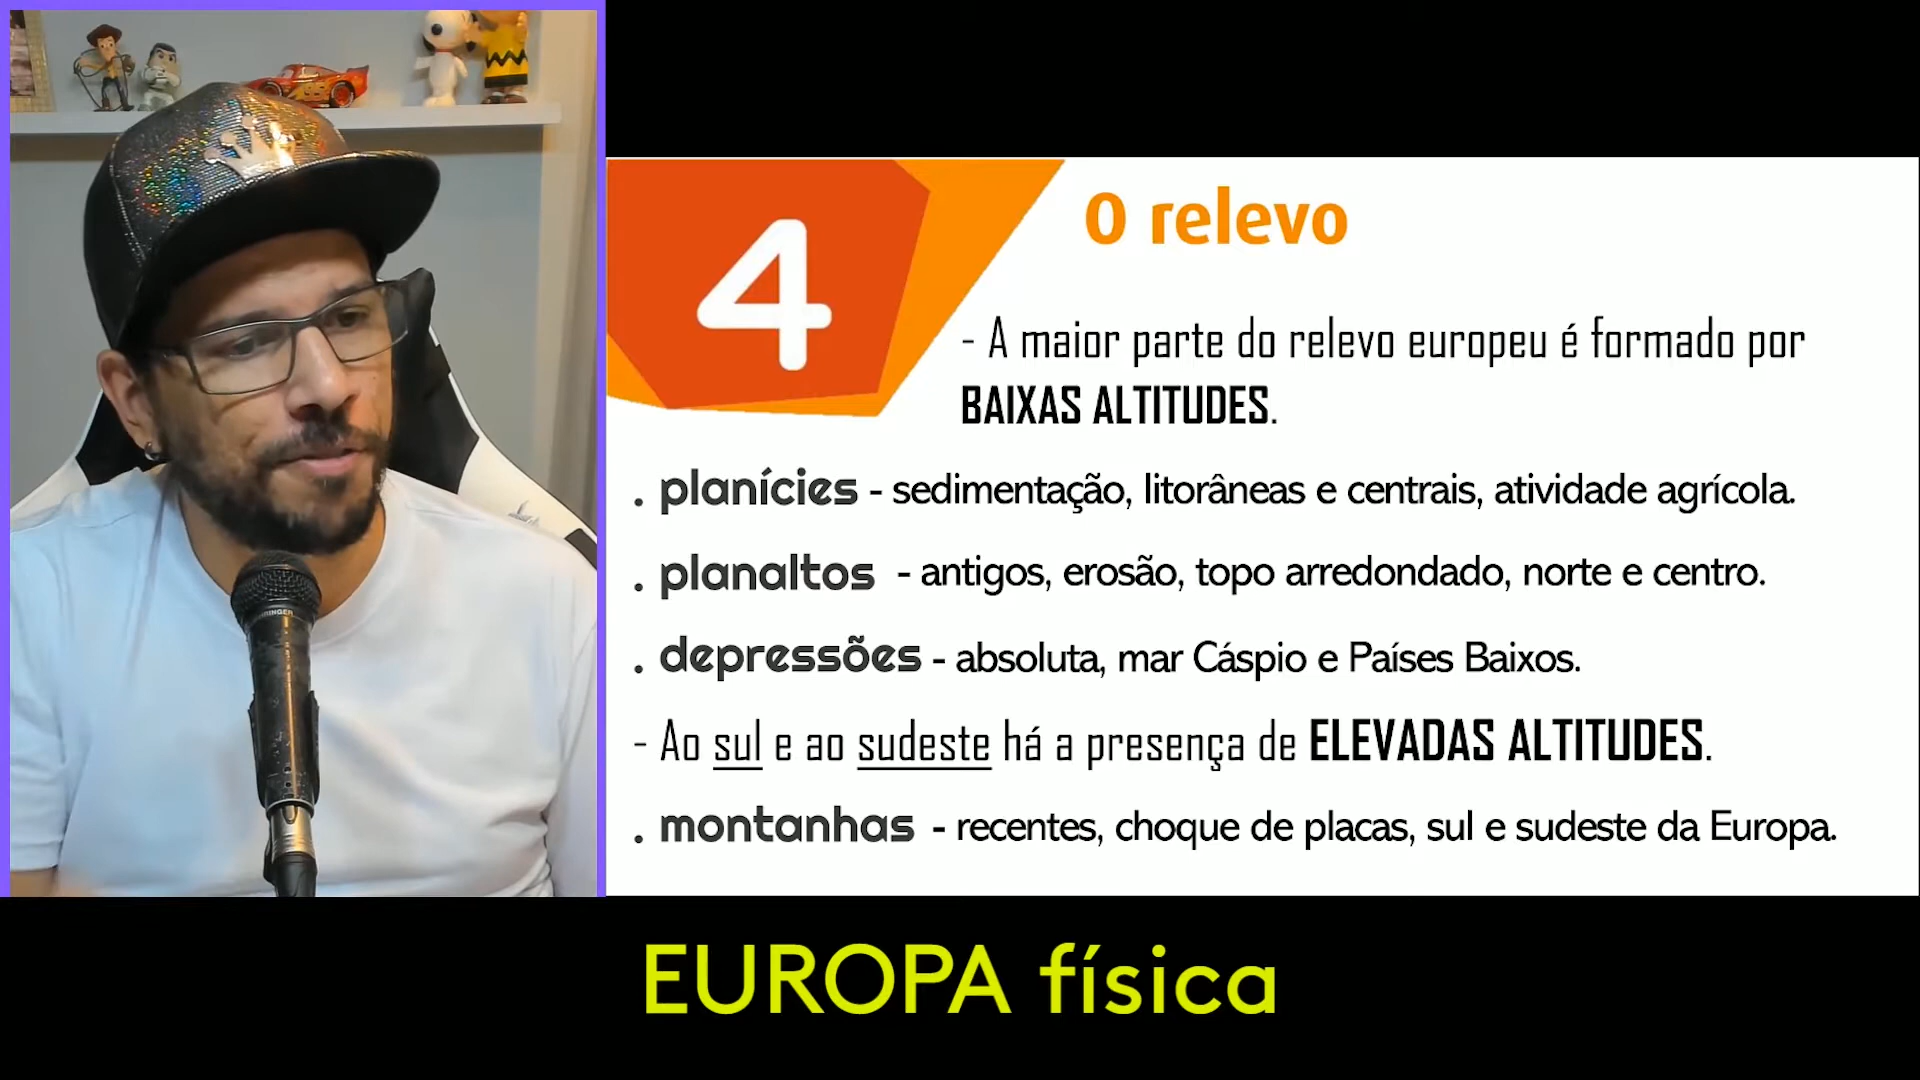 4
O relevo
- A maior parte do relevo europeu é formado por
BAIXAS ALTITUDES.
. planícies - sedimentação, litorâneas e centrais, atividade agrícola.
. planaltos - antigos, erosão, topo arredondado, norte e centro.
. depressões - absoluta, mar Cáspio e Países Baixos.
- Ao sul e ao sudeste há a presença de ELEVADAS ALTITUDES.
. montanhas - recentes, choque de placas, sul e sudeste da Europa.
BEHRINGER
EUROPA física